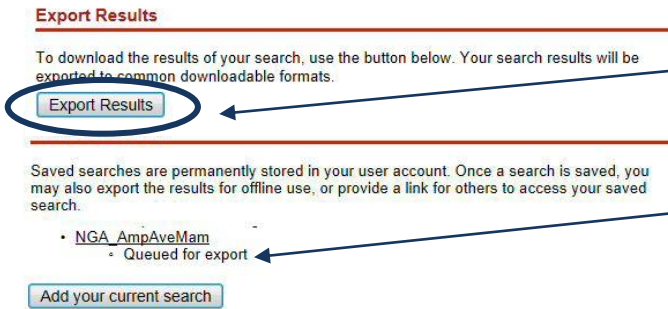 Export Results
To download the results of your search, use the button below. Your search results will be
exported to common downloadable formats.
Export Results
Saved searches are permanently stored in your user account. Once a search is saved, you
may also export the results for offline use, or provide a link for others to access your saved
search.
• NGA_AmpAveMam
◦ Queued for export
Add your current search